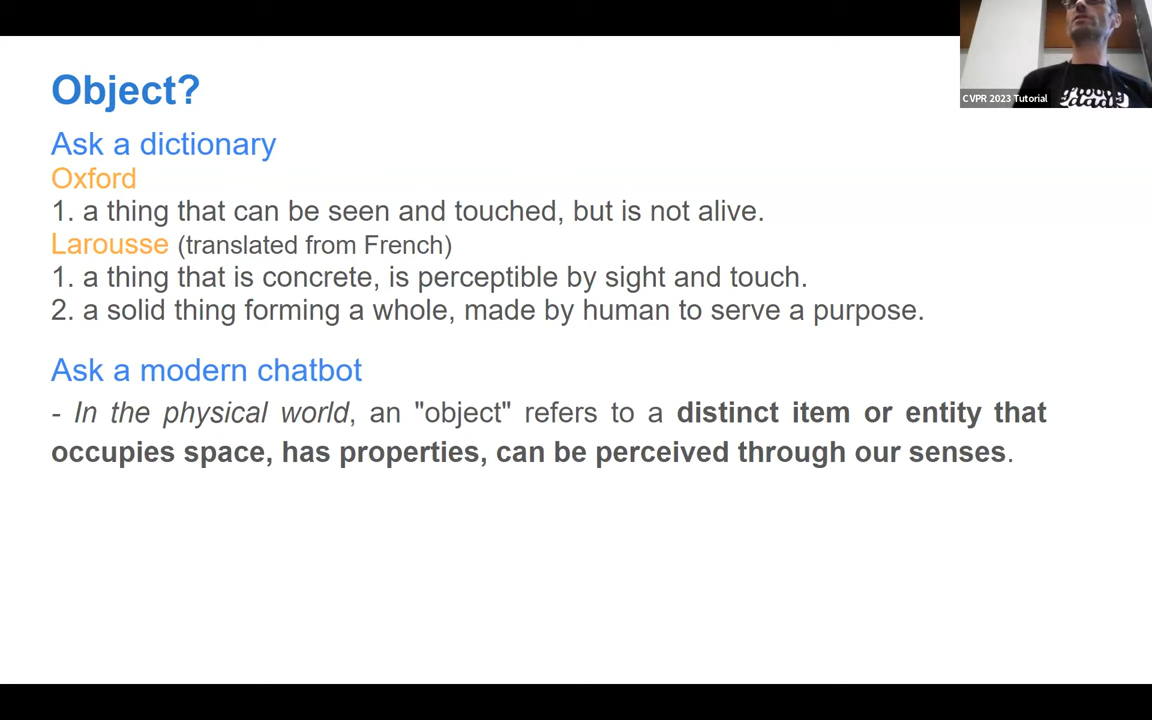 Object?
Ask a dictionary
Oxford
1. a thing that can be seen and touched, but is not alive.
Larousse (translated from French)
1. a thing that is concrete, is perceptible by sight and touch.
2. a solid thing forming a whole, made by human to serve a purpose.
Ask a modern chatbot
- In the physical world, an "object" refers to a distinct item or entity that
occupies space, has properties, can be perceived through our senses.
CVPR 2023 Tutorial
dad